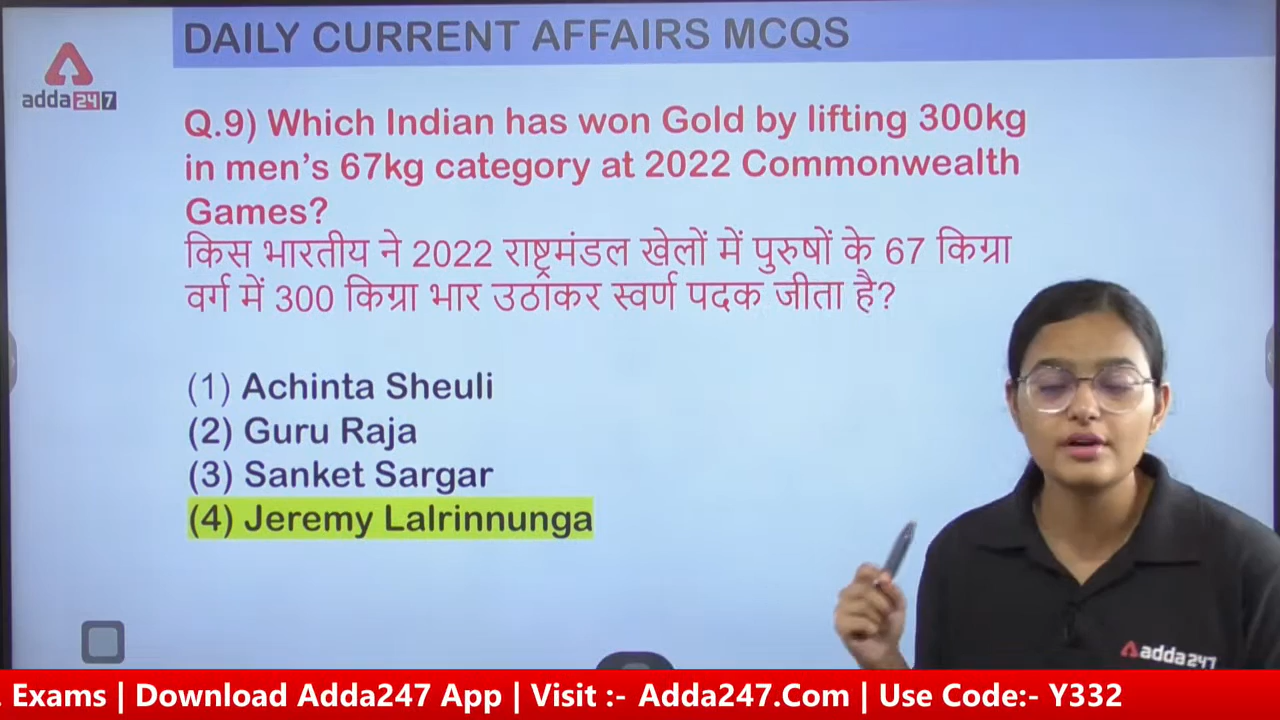 DAILY CURRENT AFFAIRS MCQS
adda247
Q.9) Which Indian has won Gold by lifting 300kg
in men's 67kg category at 2022 Commonwealth
Games?
किस भारतीय ने 2022 राष्ट्रमंडल खेलों में पुरुषों के 67 किग्रा
वर्ग में 300 किग्रा भार उठाकर स्वर्ण पदक जीता है?
(1) Achinta Sheuli
(2) Guru Raja
(3) Sanket Sargar
(4) Jeremy Lalrinnunga
adda247
. Exams | Download Adda247 App | Visit :- Adda247.Com | Use Code:- Y332